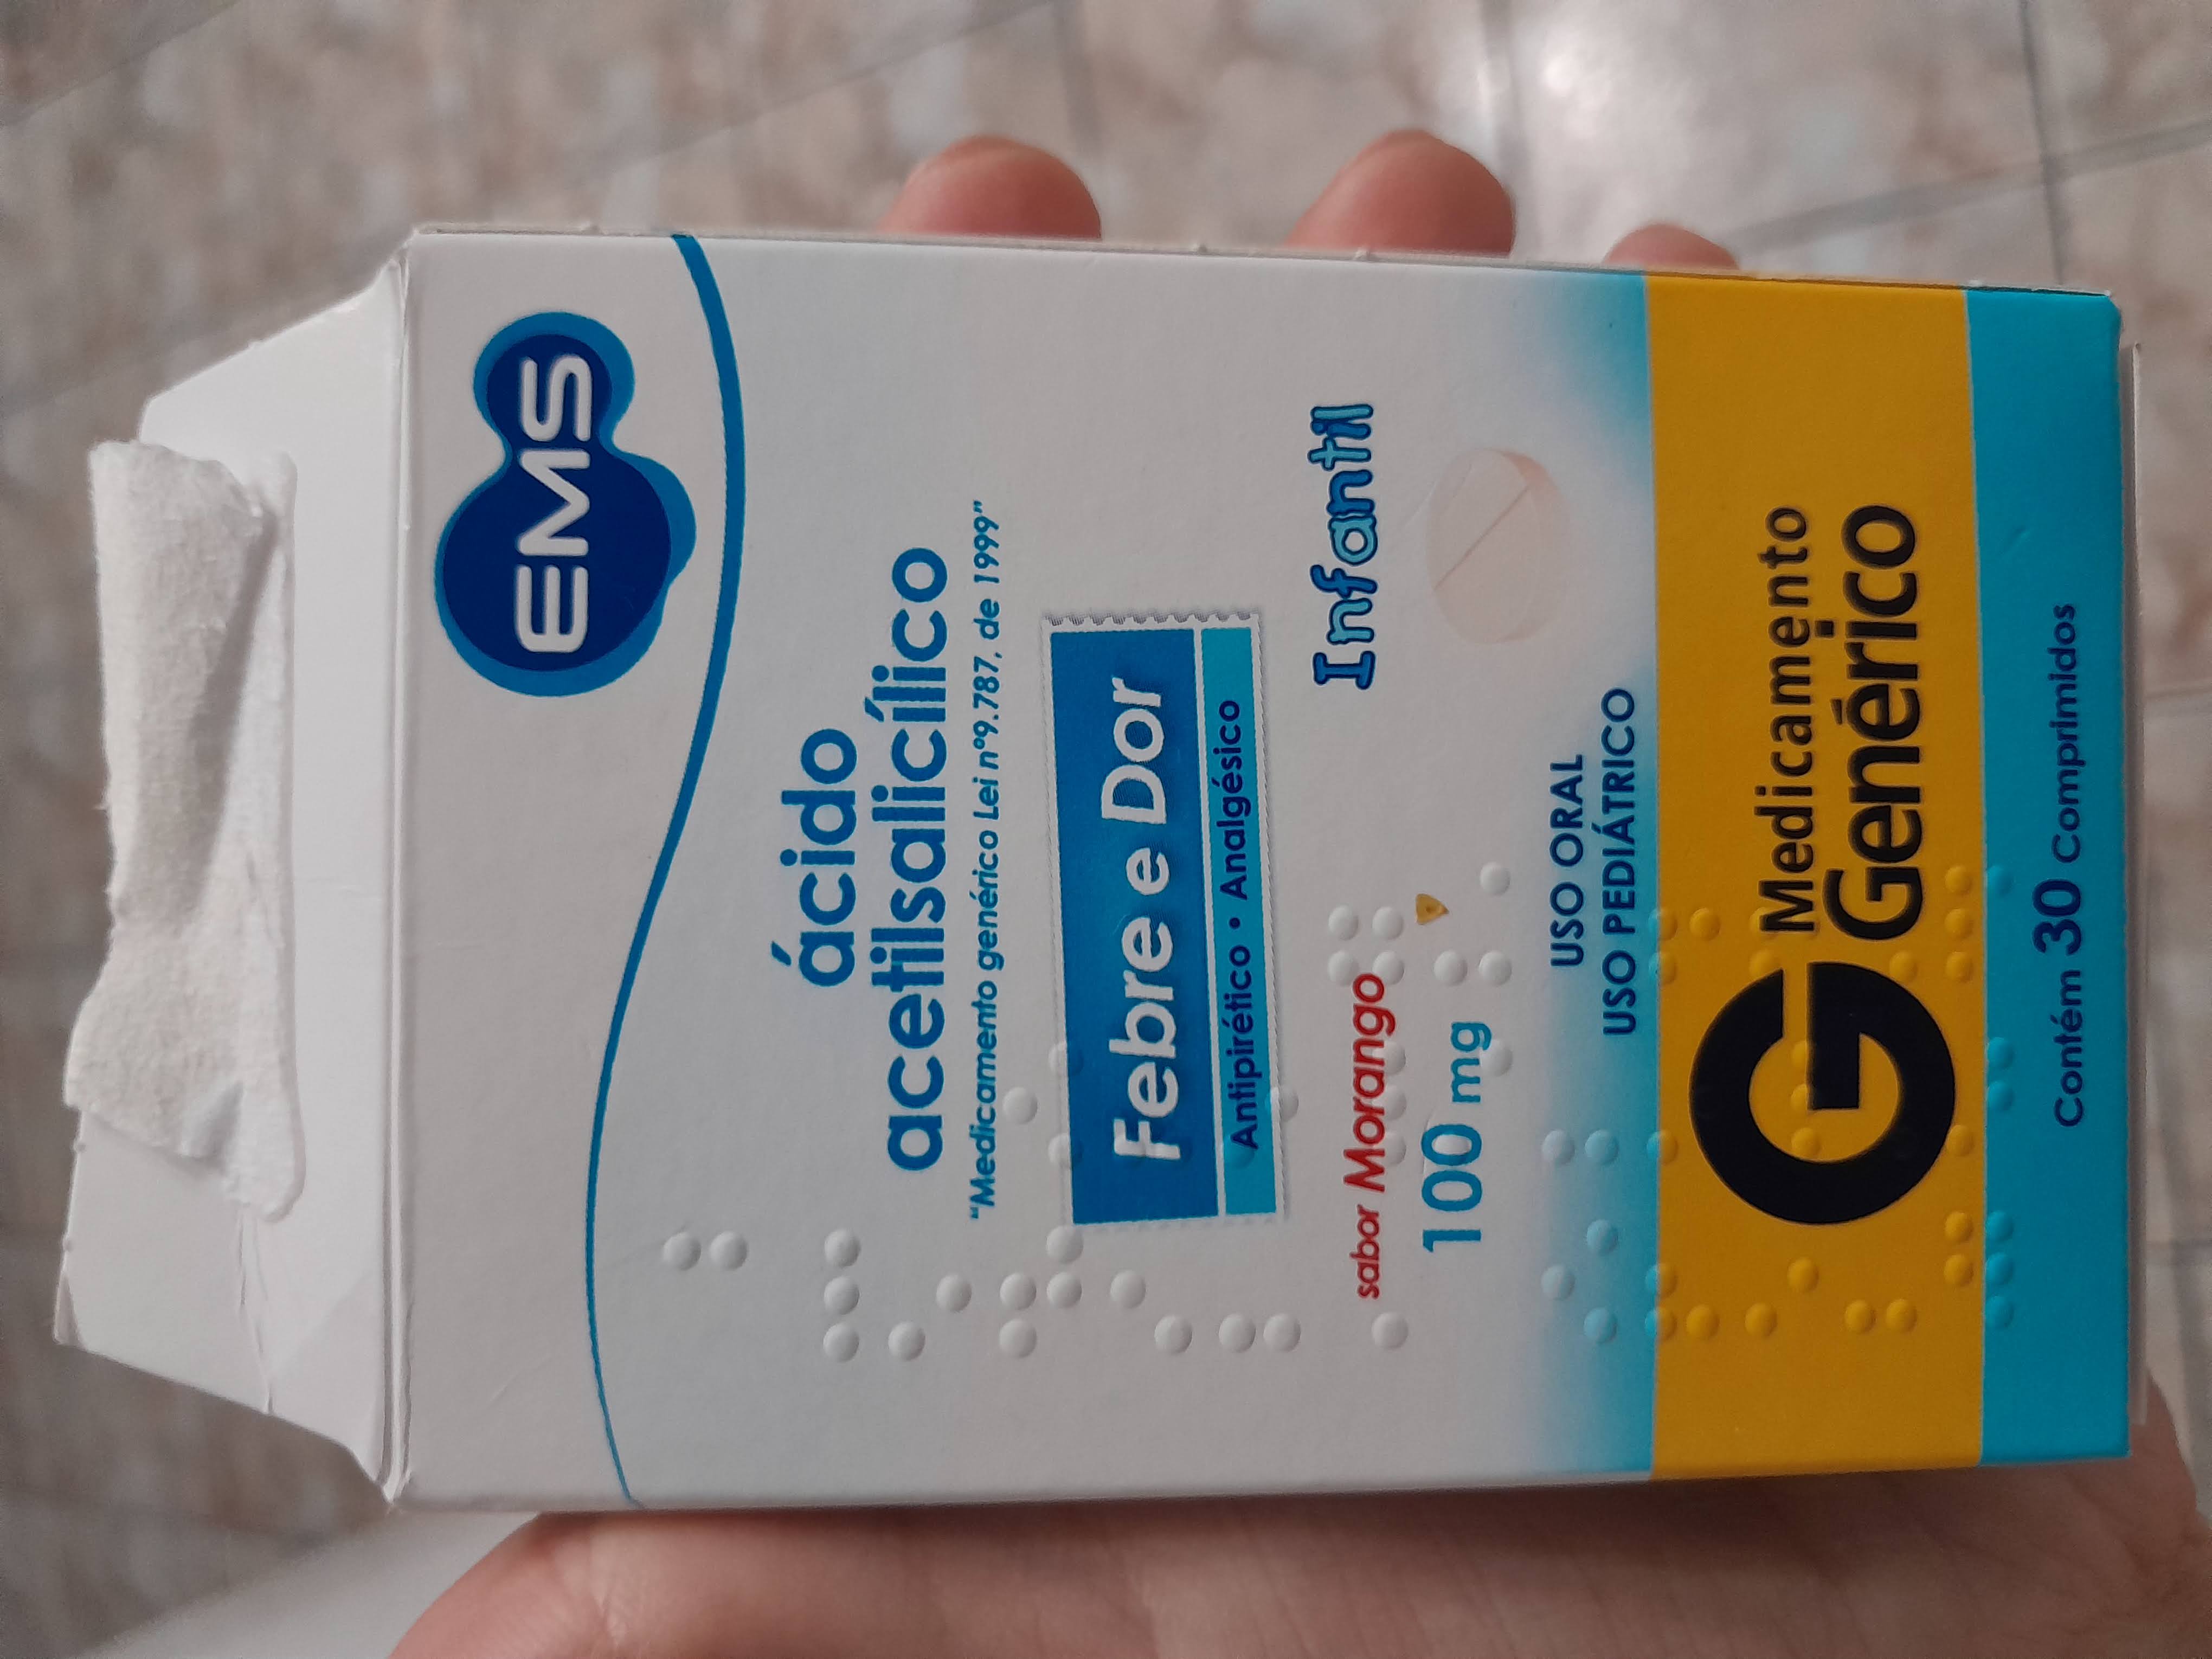 EMS
ácido
acetilsalicílico
"Medicamento genérico Lei nº9.787, de 1999"
Febre e Dor
Antipirético • Analgésico
Infantil
sabor Morango
100 mg
USO ORAL
USO PEDIÁTRICO
G Medicamento
Genérico
Contém 30 Comprimidos